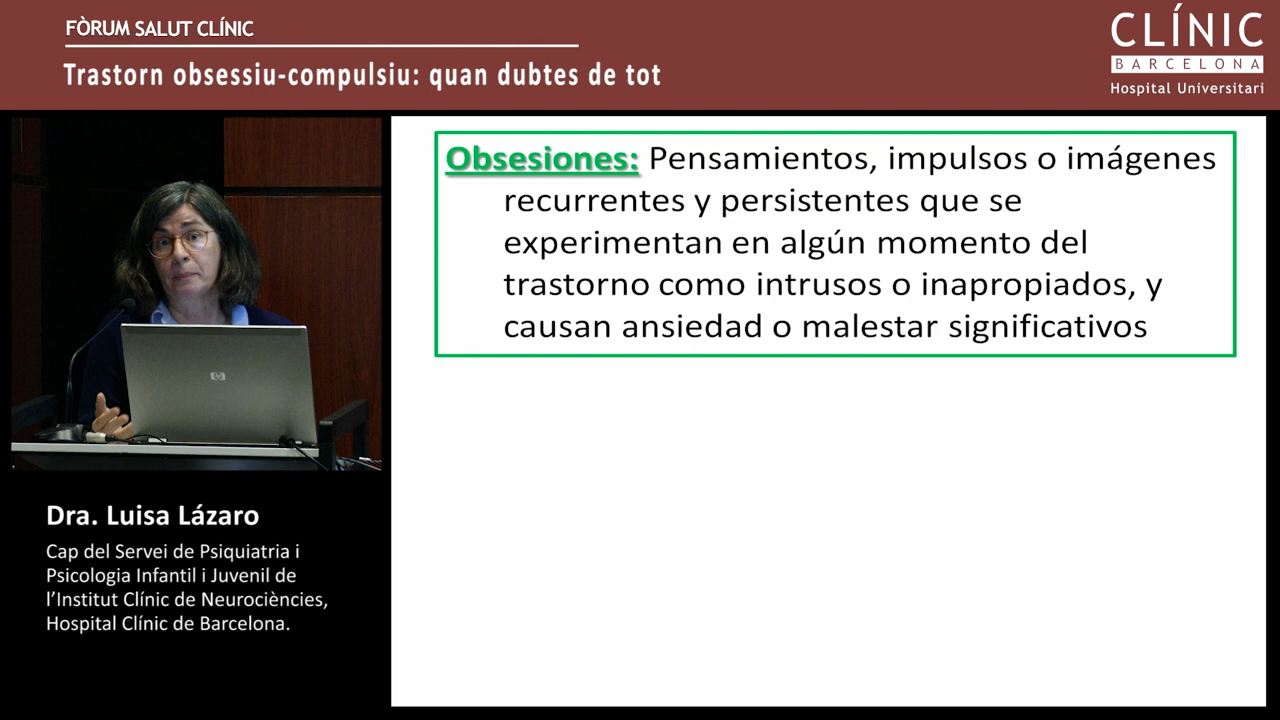 FÒRUM SALUT CLÍNIC
Trastorn obsessiu-compulsiu: quan dubtes de tot
CLÍNIC
BARCELONA
Hospital Universitari
Obsesiones: Pensamientos, impulsos o imágenes
recurrentes y persistentes que se
experimentan en algún momento del
trastorno como intrusos o inapropiados, y
causan ansiedad o malestar significativos
hp
Dra. Luisa Lázaro
Cap del Servei de Psiquiatria i
Psicologia Infantil i Juvenil de
l’Institut Clínic de Neurociències,
Hospital Clínic de Barcelona.